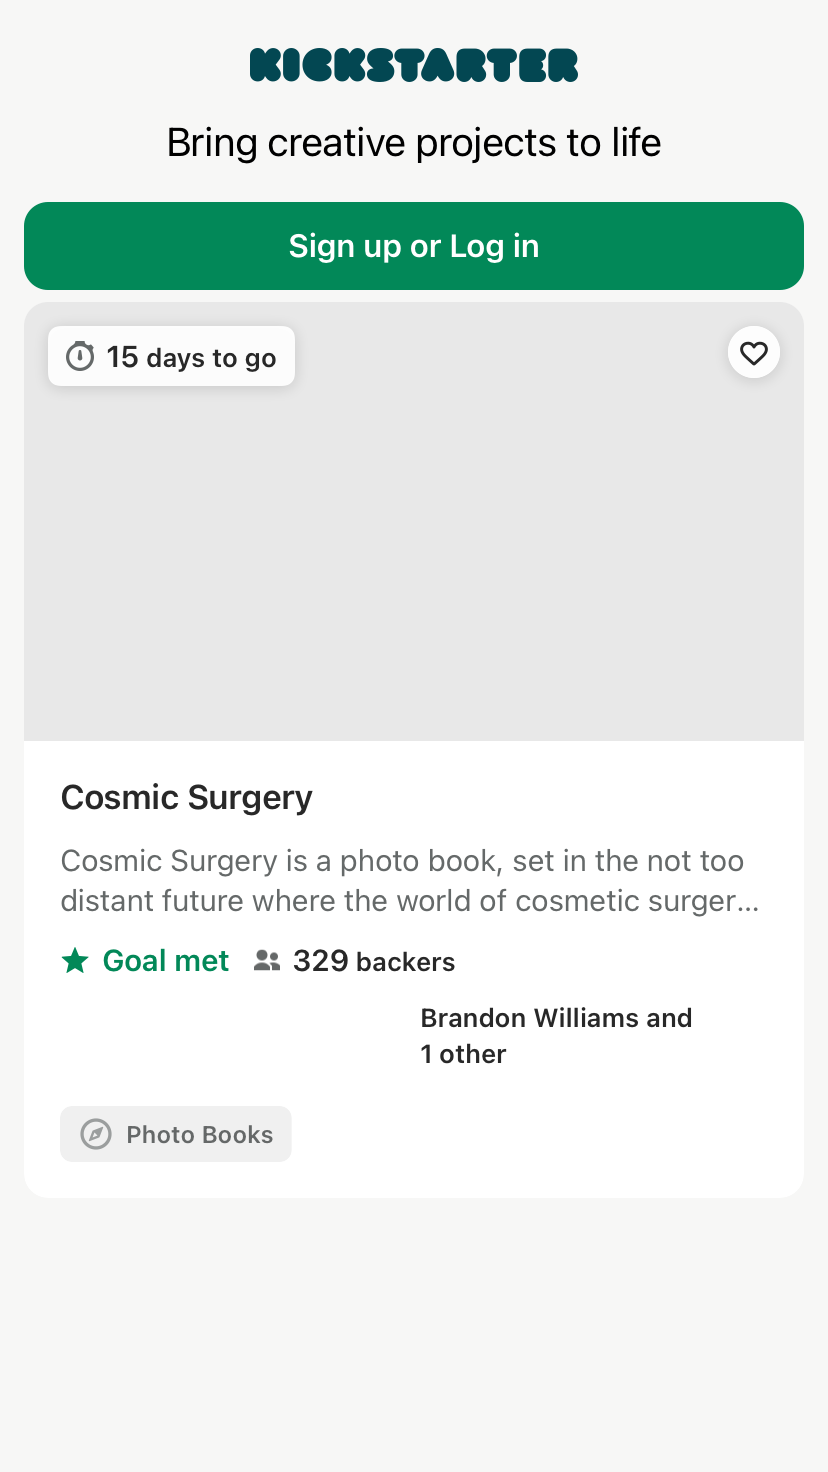 KICKSTARTER
Bring creative projects to life
Sign up or Log in
15 days to go
Cosmic Surgery
Cosmic Surgery is a photo book, set in the not too
distant future where the world of cosmetic surger…
Goal met 329 backers
Brandon Williams and
1 other
Photo Books